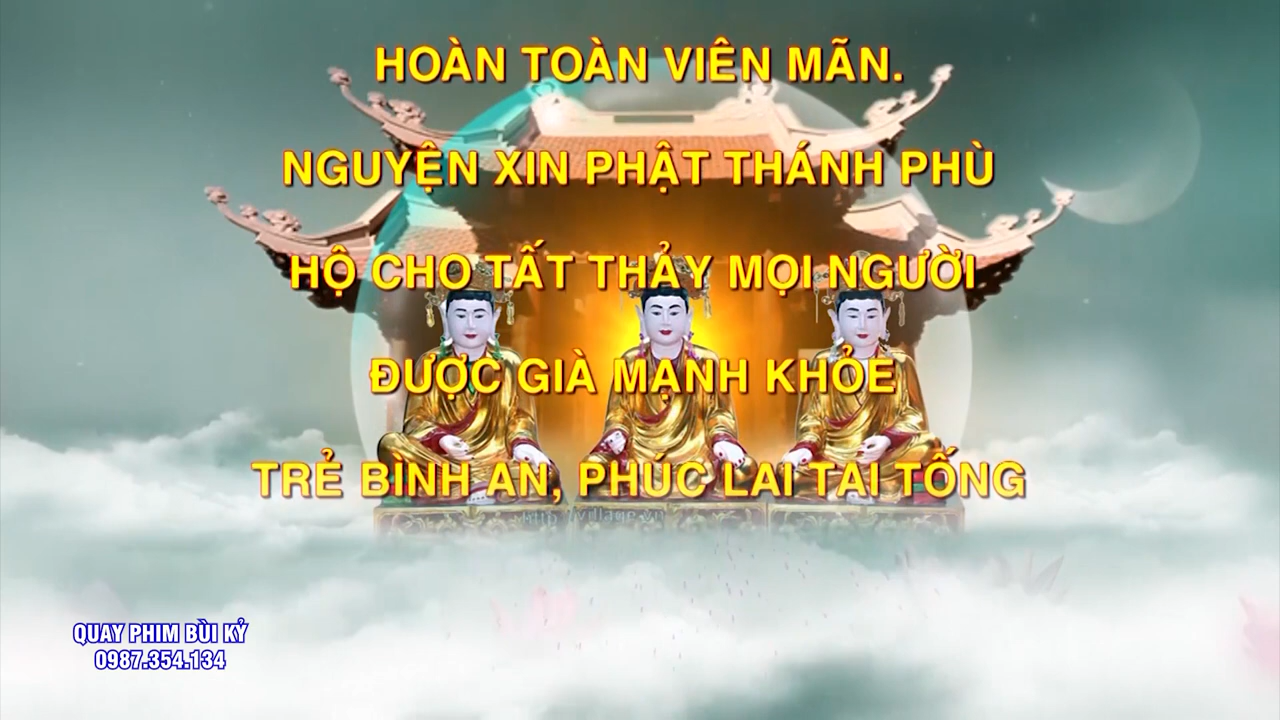 HOÀN TOÀN VIÊN MÃN.
NGUYỆN XIN PHẬT THÁNH PHÙ
HỘ CHO TẤT THẢY MỌI NGƯỜI
ĐƯỢC GIÀ MẠNH KHỎE
TRẺ BÌNH AN, PHÚC LAI TAI TỐNG
QUAY PHIM BÙI KỶ
0987.354.134